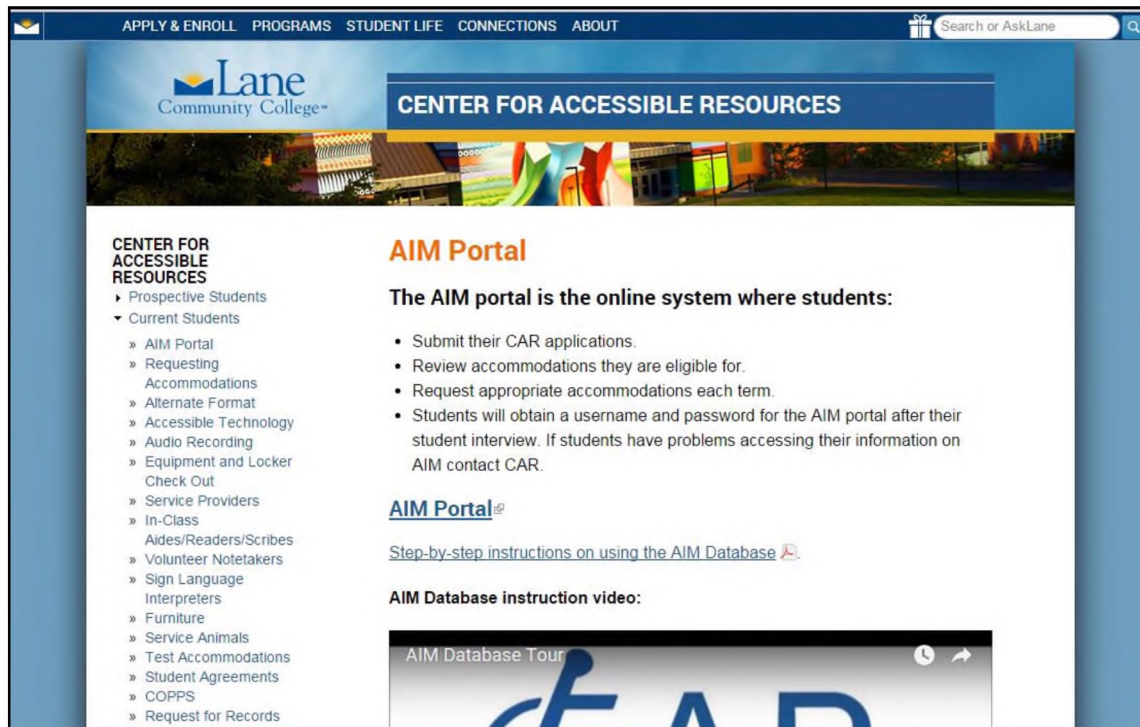 APPLY & ENROLL PROGRAMS STUDENT LIFE CONNECTIONS ABOUT
Search or AskLane
Lane
Community College℠
CENTER FOR ACCESSIBLE RESOURCES
CENTER FOR
ACCESSIBLE
RESOURCES
Prospective Students
Current Students
» AIM Portal
» Requesting
Accommodations
» Alternate Format
» Accessible Technology
» Audio Recording
» Equipment and Locker
Check Out
» Service Providers
» In-Class
Aides/Readers/Scribes
» Volunteer Notetakers
» Sign Language
Interpreters
» Furniture
» Service Animals
» Test Accommodations
» Student Agreements
» COPPS
» Request for Records
AIM Portal
The AIM portal is the online system where students:
• Submit their CAR applications.
• Review accommodations they are eligible for.
• Request appropriate accommodations each term.
• Students will obtain a username and password for the AIM portal after their
student interview. If students have problems accessing their information on
AIM contact CAR.
AIM Portal
Step-by-step instructions on using the AIM Database .
AIM Database instruction video:
AIM Database Tour
CAR